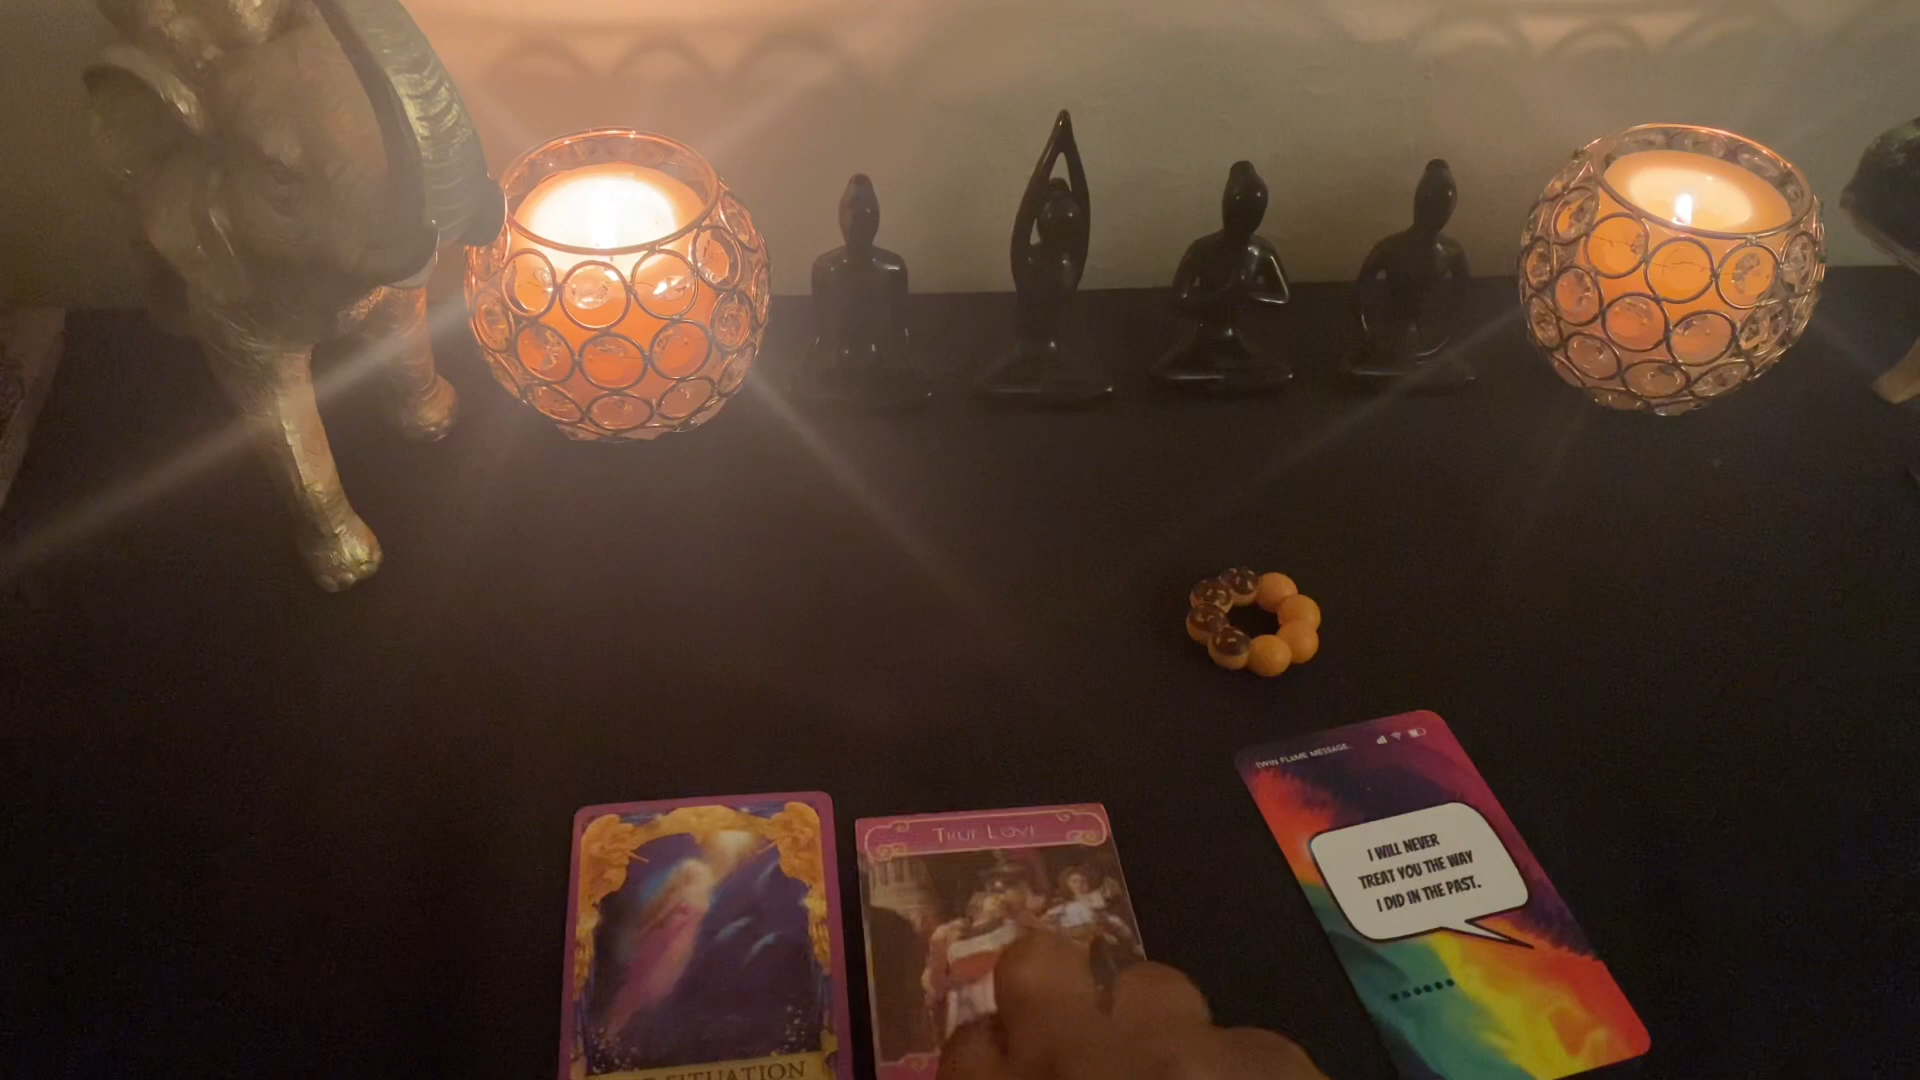 TWIN FLAME MESSAGE...
I WILL NEVER
TREAT YOU THE WAY
I DID IN THE PAST.
TRUE LOVE
SITUATION